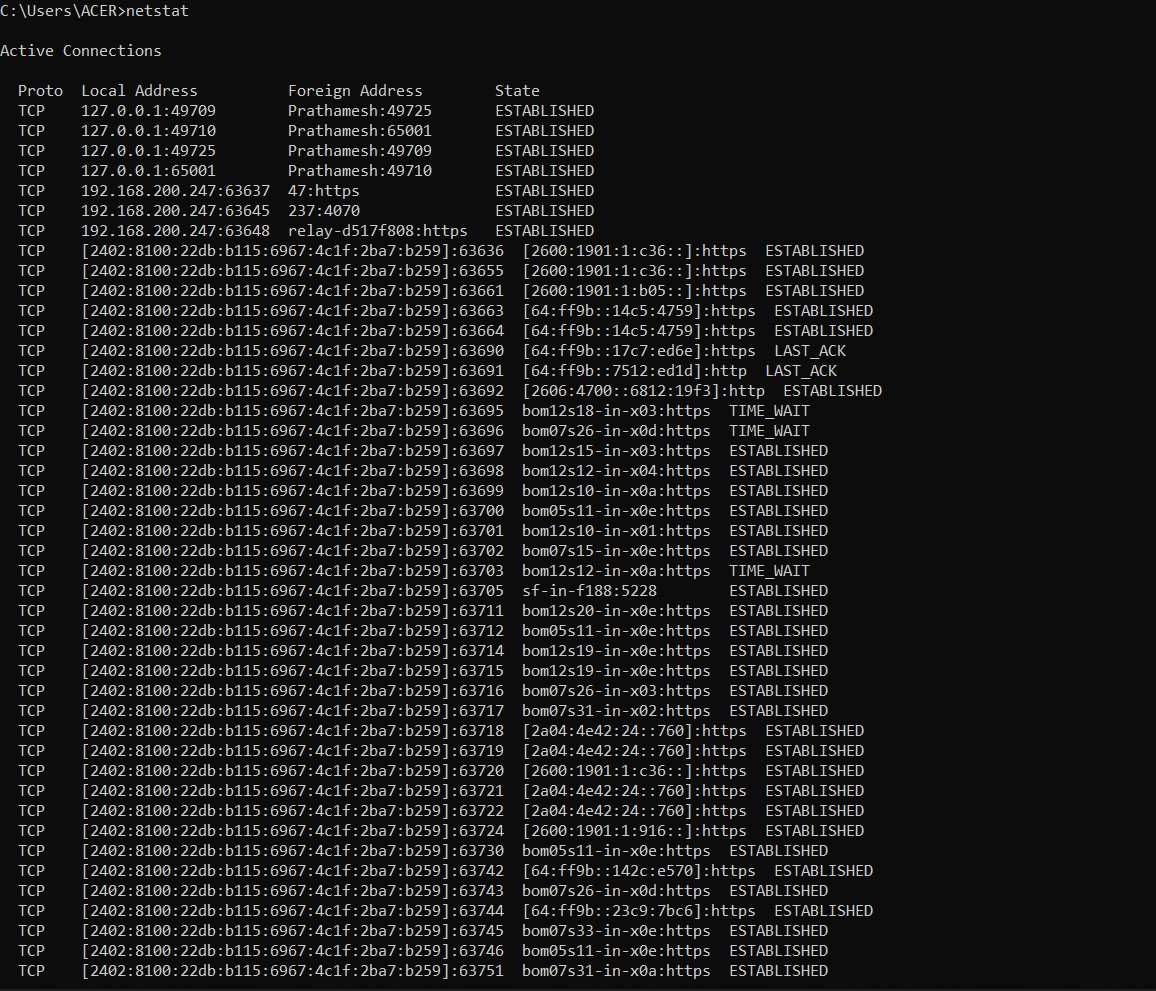 C:\Users\ACER>netstat
Active Connections
Proto  Local Address          Foreign Address        State
TCP    127.0.0.1:49709        Prathamesh:49725       ESTABLISHED
TCP    127.0.0.1:49710        Prathamesh:65001       ESTABLISHED
TCP    127.0.0.1:49725        Prathamesh:49709       ESTABLISHED
TCP    127.0.0.1:65001        Prathamesh:49710       ESTABLISHED
TCP    192.168.200.247:63637  47:https               ESTABLISHED
TCP    192.168.200.247:63645  237:4070               ESTABLISHED
TCP    192.168.200.247:63648  relay-d517f808:https   ESTABLISHED
TCP    [2402:8100:22db:b115:6967:4c1f:2ba7:b259]:63636  [2600:1901:1:c36::]:https  ESTABLISHED
TCP    [2402:8100:22db:b115:6967:4c1f:2ba7:b259]:63655  [2600:1901:1:c36::]:https  ESTABLISHED
TCP    [2402:8100:22db:b115:6967:4c1f:2ba7:b259]:63661  [2600:1901:1:b05::]:https  ESTABLISHED
TCP    [2402:8100:22db:b115:6967:4c1f:2ba7:b259]:63663  [64:ff9b::14c5:4759]:https  ESTABLISHED
TCP    [2402:8100:22db:b115:6967:4c1f:2ba7:b259]:63664  [64:ff9b::14c5:4759]:https  ESTABLISHED
TCP    [2402:8100:22db:b115:6967:4c1f:2ba7:b259]:63690  [64:ff9b::17c7:ed6e]:https  LAST_ACK
TCP    [2402:8100:22db:b115:6967:4c1f:2ba7:b259]:63691  [64:ff9b::7512:ed1d]:http  LAST_ACK
TCP    [2402:8100:22db:b115:6967:4c1f:2ba7:b259]:63692  [2606:4700::6812:19f3]:http  ESTABLISHED
TCP    [2402:8100:22db:b115:6967:4c1f:2ba7:b259]:63695  bom12s18-in-x03:https  TIME_WAIT
TCP    [2402:8100:22db:b115:6967:4c1f:2ba7:b259]:63696  bom07s26-in-x0d:https  TIME_WAIT
TCP    [2402:8100:22db:b115:6967:4c1f:2ba7:b259]:63697  bom12s15-in-x03:https  ESTABLISHED
TCP    [2402:8100:22db:b115:6967:4c1f:2ba7:b259]:63698  bom12s12-in-x04:https  ESTABLISHED
TCP    [2402:8100:22db:b115:6967:4c1f:2ba7:b259]:63699  bom12s10-in-x0a:https  ESTABLISHED
TCP    [2402:8100:22db:b115:6967:4c1f:2ba7:b259]:63700  bom05s11-in-x0e:https  ESTABLISHED
TCP    [2402:8100:22db:b115:6967:4c1f:2ba7:b259]:63701  bom12s10-in-x01:https  ESTABLISHED
TCP    [2402:8100:22db:b115:6967:4c1f:2ba7:b259]:63702  bom07s15-in-x0e:https  ESTABLISHED
TCP    [2402:8100:22db:b115:6967:4c1f:2ba7:b259]:63703  bom12s12-in-x0a:https  TIME_WAIT
TCP    [2402:8100:22db:b115:6967:4c1f:2ba7:b259]:63705  sf-in-f188:5228        ESTABLISHED
TCP    [2402:8100:22db:b115:6967:4c1f:2ba7:b259]:63711  bom12s20-in-x0e:https  ESTABLISHED
TCP    [2402:8100:22db:b115:6967:4c1f:2ba7:b259]:63712  bom05s11-in-x0e:https  ESTABLISHED
TCP    [2402:8100:22db:b115:6967:4c1f:2ba7:b259]:63714  bom12s19-in-x0e:https  ESTABLISHED
TCP    [2402:8100:22db:b115:6967:4c1f:2ba7:b259]:63715  bom12s19-in-x0e:https  ESTABLISHED
TCP    [2402:8100:22db:b115:6967:4c1f:2ba7:b259]:63716  bom07s26-in-x03:https  ESTABLISHED
TCP    [2402:8100:22db:b115:6967:4c1f:2ba7:b259]:63717  bom07s31-in-x02:https  ESTABLISHED
TCP    [2402:8100:22db:b115:6967:4c1f:2ba7:b259]:63718  [2a04:4e42:24::760]:https  ESTABLISHED
TCP    [2402:8100:22db:b115:6967:4c1f:2ba7:b259]:63719  [2a04:4e42:24::760]:https  ESTABLISHED
TCP    [2402:8100:22db:b115:6967:4c1f:2ba7:b259]:63720  [2600:1901:1:c36::]:https  ESTABLISHED
TCP    [2402:8100:22db:b115:6967:4c1f:2ba7:b259]:63721  [2a04:4e42:24::760]:https  ESTABLISHED
TCP    [2402:8100:22db:b115:6967:4c1f:2ba7:b259]:63722  [2a04:4e42:24::760]:https  ESTABLISHED
TCP    [2402:8100:22db:b115:6967:4c1f:2ba7:b259]:63724  [2600:1901:1:916::]:https  ESTABLISHED
TCP    [2402:8100:22db:b115:6967:4c1f:2ba7:b259]:63730  bom05s11-in-x0e:https  ESTABLISHED
TCP    [2402:8100:22db:b115:6967:4c1f:2ba7:b259]:63742  [64:ff9b::142c:e570]:https  ESTABLISHED
TCP    [2402:8100:22db:b115:6967:4c1f:2ba7:b259]:63743  bom07s26-in-x0d:https  ESTABLISHED
TCP    [2402:8100:22db:b115:6967:4c1f:2ba7:b259]:63744  [64:ff9b::23c9:7bc6]:https  ESTABLISHED
TCP    [2402:8100:22db:b115:6967:4c1f:2ba7:b259]:63745  bom07s33-in-x0e:https  ESTABLISHED
TCP    [2402:8100:22db:b115:6967:4c1f:2ba7:b259]:63746  bom05s11-in-x0e:https  ESTABLISHED
TCP    [2402:8100:22db:b115:6967:4c1f:2ba7:b259]:63751  bom07s31-in-x0a:https  ESTABLISHED